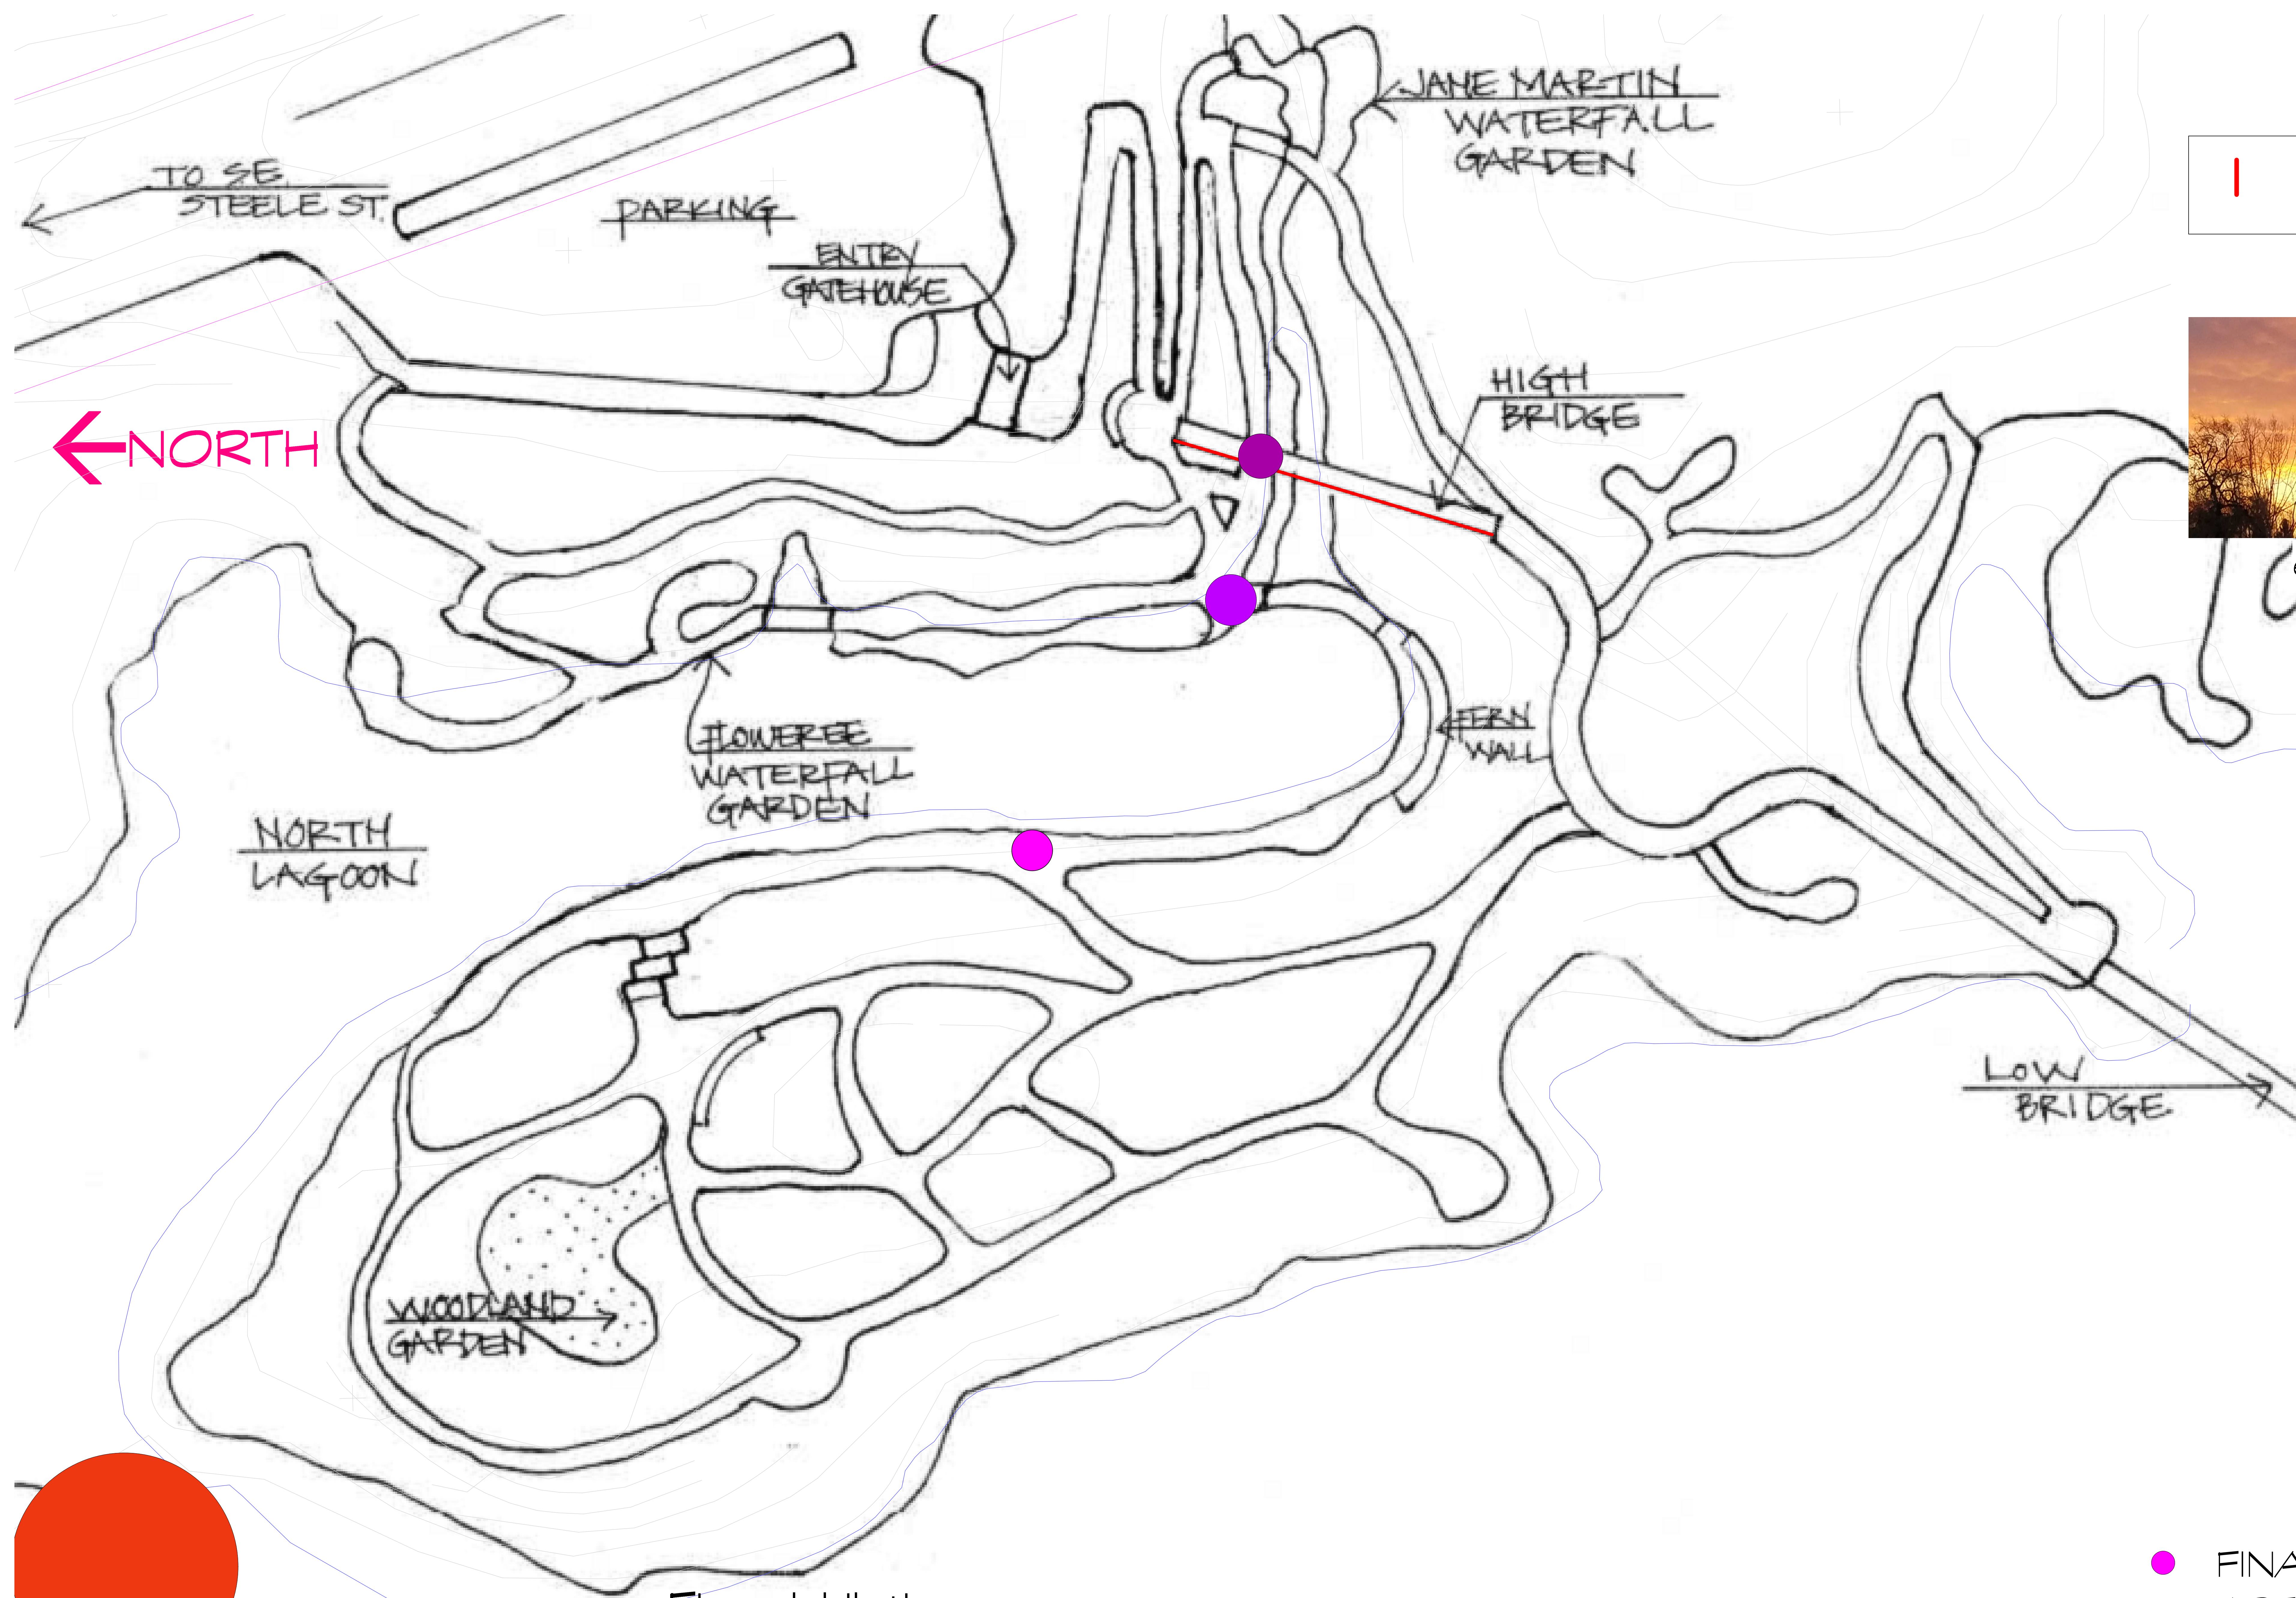 JANE MARTIN
WATERFALL
GARDEN
TO SE
STEELE ST.
PARKING
ENTRY
GATEHOUSE
HIGH
BRIDGE
NORTH
FERN
WALL
FLOWEREE
WATERFALL
GARDEN
NORTH
LAGOON
LOW
BRIDGE
WOODLAND
GARDEN